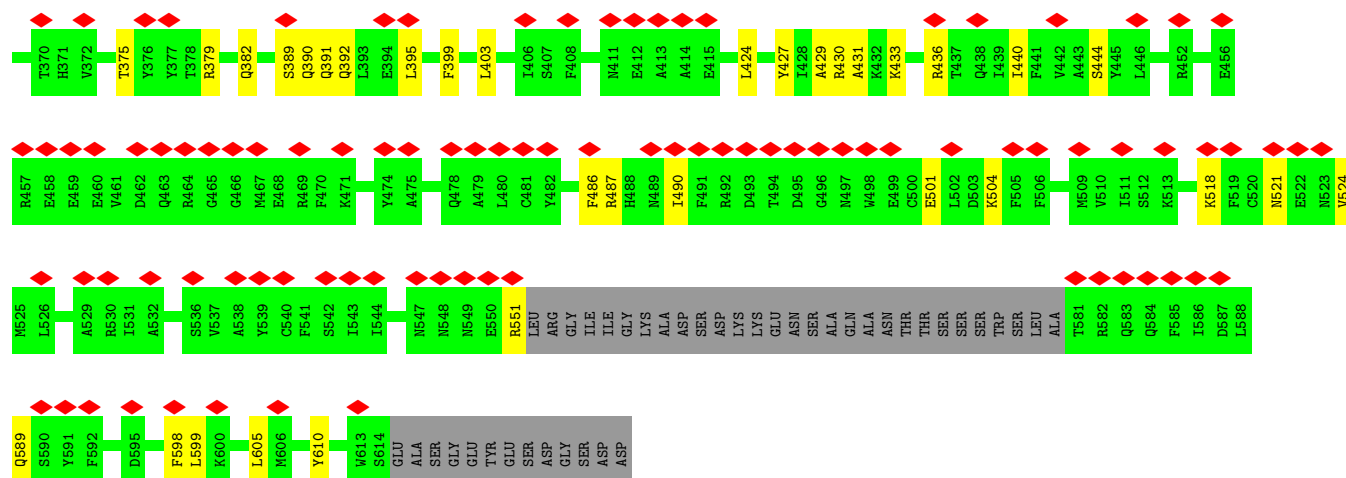 T370 H371 V372 T375 Y376 Y377 T378 R379 Q382 S389 Q390 Q391 Q392 L393 E394 L395 F399 L403 I406 S407 F408 N411 E412 A413 A414 E415 L424 Y427 I428 A429 R430 A431 K432 K433 R436 T437 Q438 I439 I440 F441 V442 A443 S444 Y445 L446 R452 E456
R457 E458 E459 E460 V461 D462 Q463 R464 G465 G466 M467 E468 R469 F470 K471 Y474 A475 Q478 A479 L480 C481 Y482 F486 R487 H488 N489 I490 F491 R492 D493 T494 D495 G496 N497 W498 E499 C500 E501 L502 D503 K504 F505 F506 M509 V510 I511 S512 K513 K518 F519 C520 N521 E522 N523 V524
M525 L526 A529 R530 I531 A532 S536 V537 A538 Y539 C540 F541 S542 I543 I544 N547 N548 N549 E550 R551 LEU ARG GLY ILE ILE GLY LYS ALA ASP SER ASP LYS LYS GLU ASN SER ALA GLN ALA ASN THR THR SER SER SER TRP SER LEU ALA T581 R582 Q583 Q584 F585 I586 D587 L588
Q589 S590 Y591 F592 D595 F598 L599 K600 L605 M606 Y610 W613 S614 GLU ALA SER GLY GLU TYR GLU SER ASP GLY SER ASP ASP